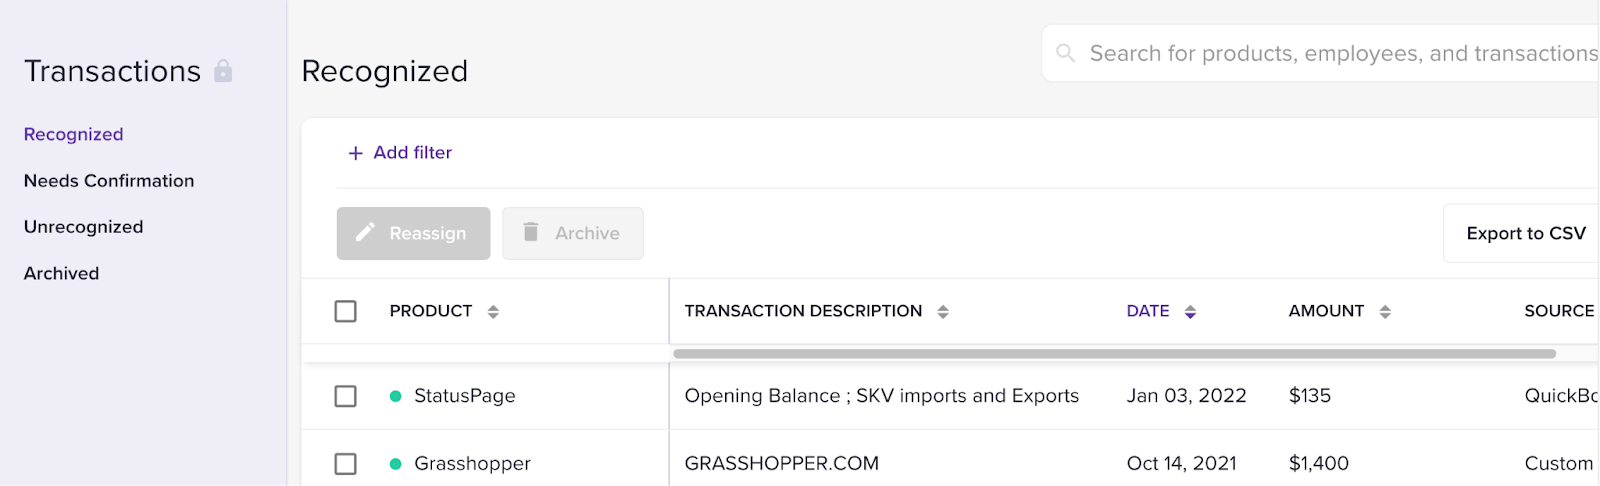 Transactions
Recognized
Needs Confirmation
Unrecognized
Archived
Recognized
Search for products, employees, and transactions
+ Add filter
Reassign Archive Export to CSV
PRODUCT TRANSACTION DESCRIPTION DATE AMOUNT SOURCE
StatusPage Opening Balance ; SKV imports and Exports Jan 03, 2022 $135
Grasshopper GRASSHOPPER.COM Oct 14, 2021 $1,400 Custom